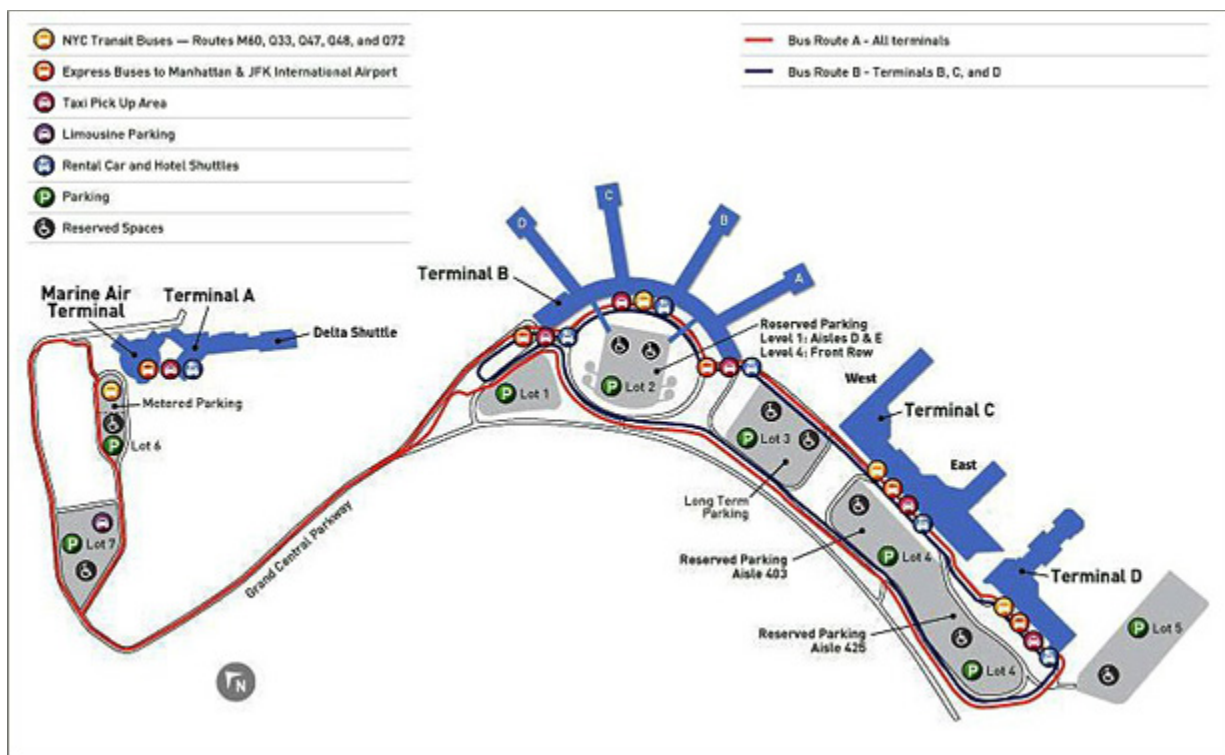 NYC Transit Buses — Routes M60, Q33, Q47, Q48, and Q72
Express Buses to Manhattan & JFK International Airport
Taxi Pick Up Area
Limousine Parking
Rental Car and Hotel Shuttles
P Parking
Reserved Spaces
Bus Route A - All terminals
Bus Route B - Terminals B, C, and D
Marine Air
Terminal
Terminal A
Delta Shuttle
Metered Parking
P Lot 6
P Lot 7
Grand Central Parkway
N
Terminal B
D
C
B
A
Reserved Parking
Level 1: Aisles D & E
Level 4: Front Row
P Lot 1
P Lot 2
P Lot 3
Long Term
Parking
West
Terminal C
East
Reserved Parking
Aisle 403
P Lot 4
Terminal D
Reserved Parking
Aisle 425
P Lot 4
P Lot 5